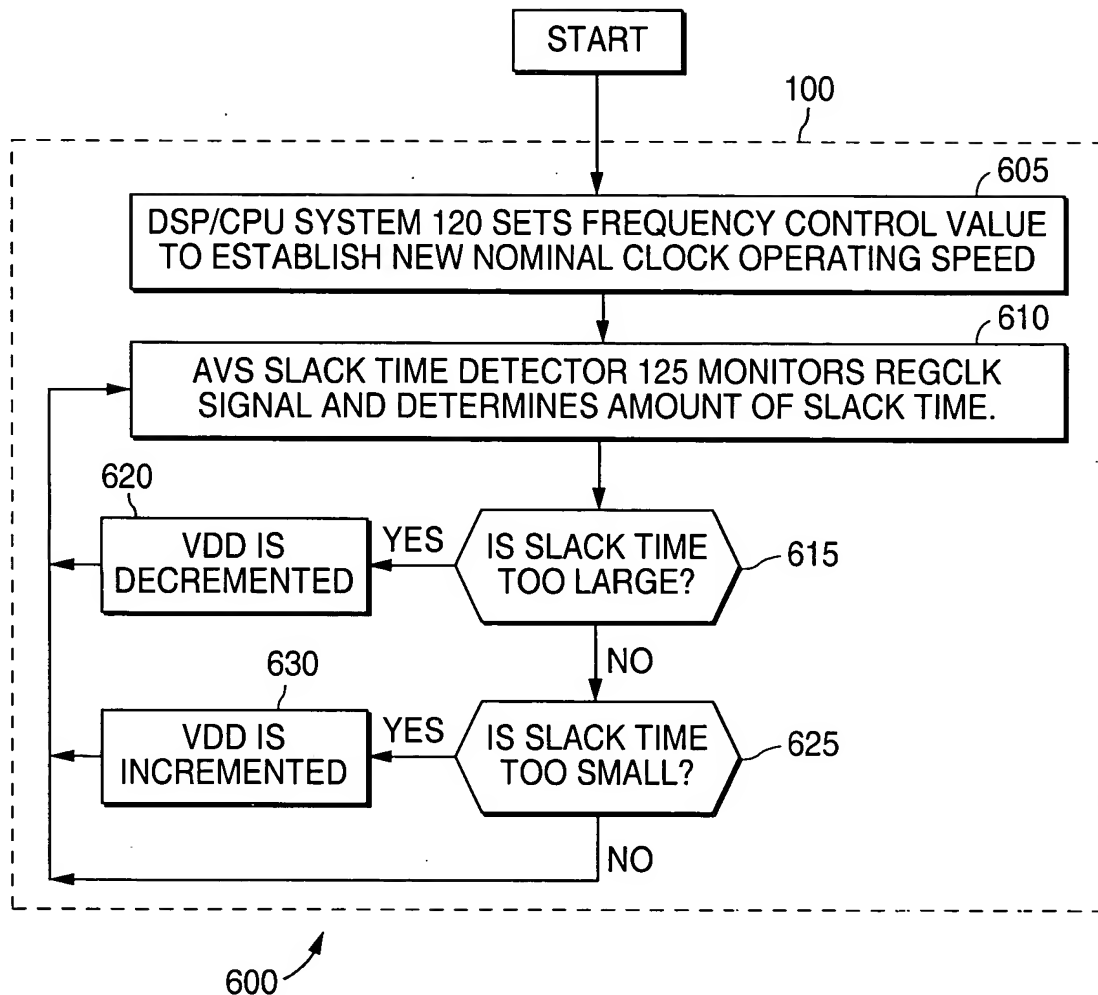 START
100
605
DSP/CPU SYSTEM 120 SETS FREQUENCY CONTROL VALUE
TO ESTABLISH NEW NOMINAL CLOCK OPERATING SPEED
610
AVS SLACK TIME DETECTOR 125 MONITORS REGCLK
SIGNAL AND DETERMINES AMOUNT OF SLACK TIME.
620
VDD IS
DECREMENTED
YES
IS SLACK TIME
TOO LARGE?
615
NO
630
VDD IS
INCREMENTED
YES
IS SLACK TIME
TOO SMALL?
625
NO
600